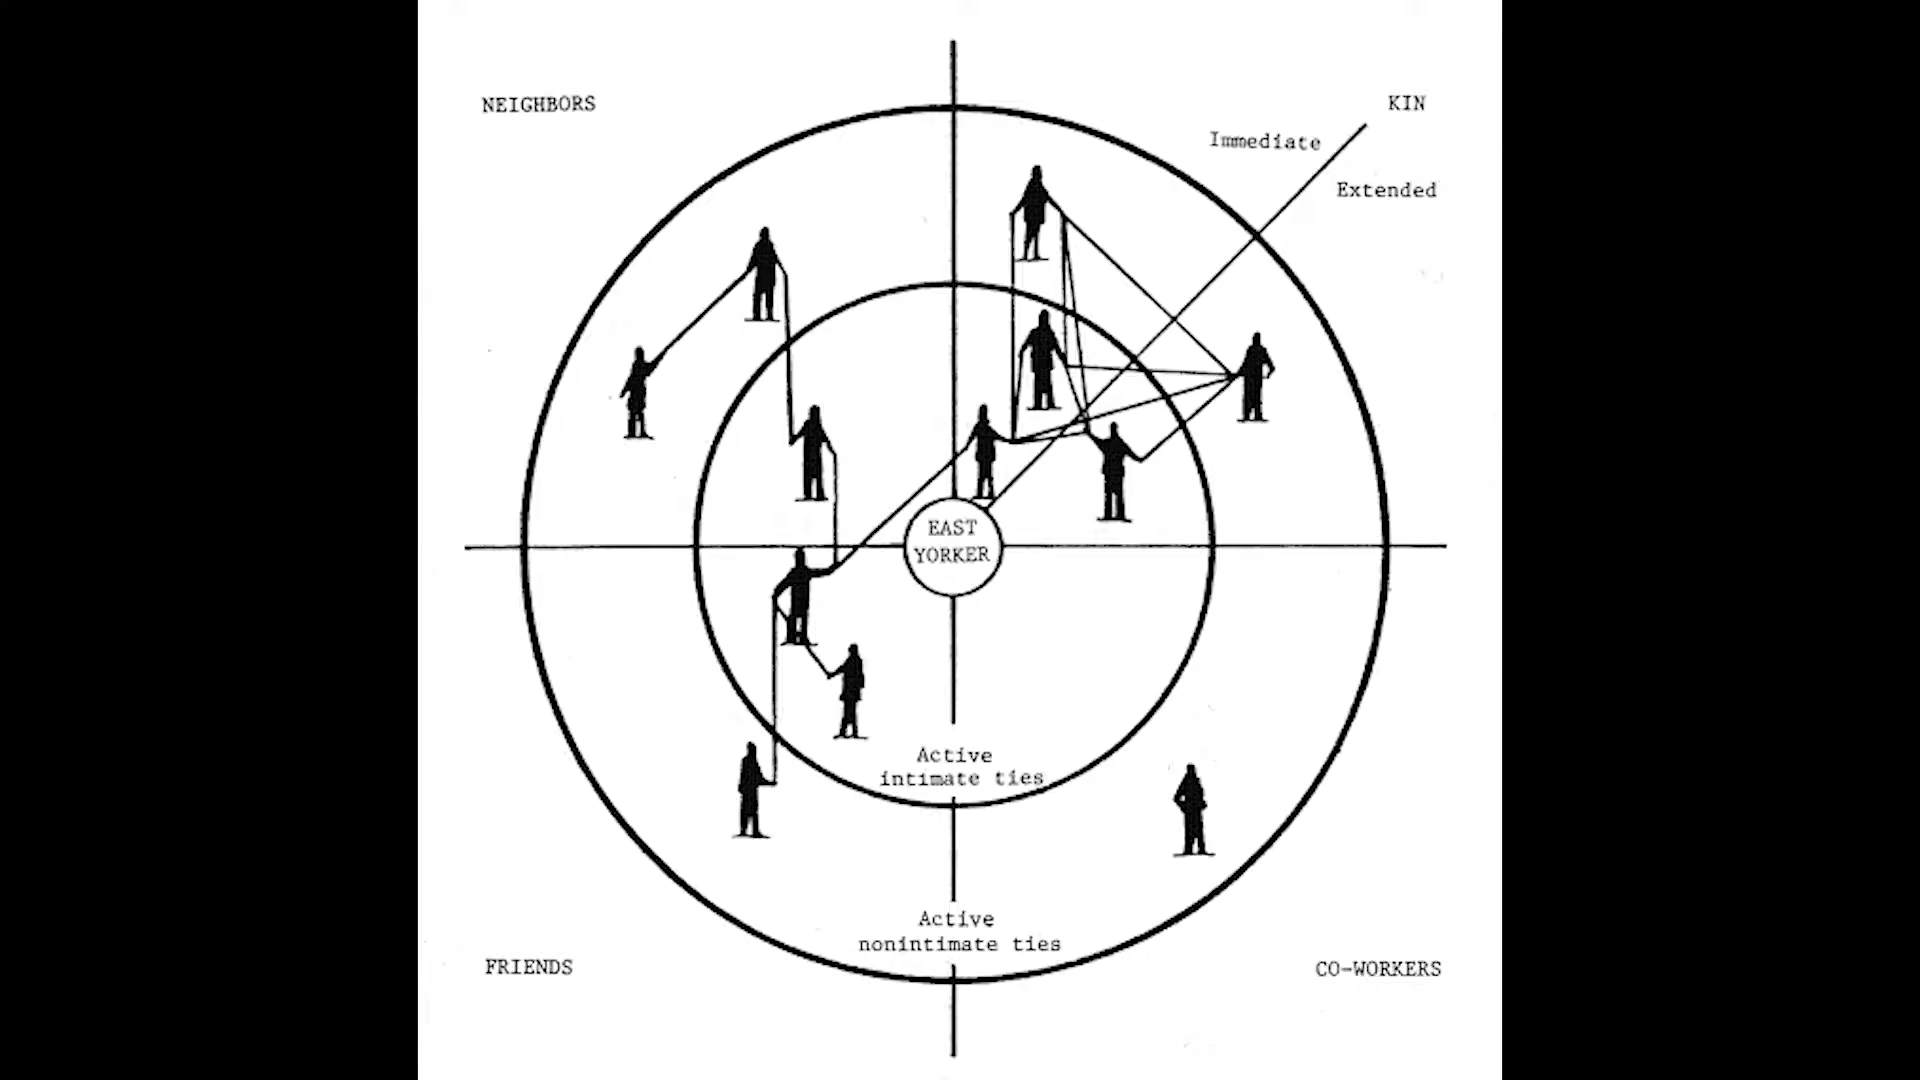 NEIGHBORS
KIN
Immediate
Extended
EAST
YORKER
Active
intimate ties
Active
nonintimate ties
FRIENDS
CO-WORKERS